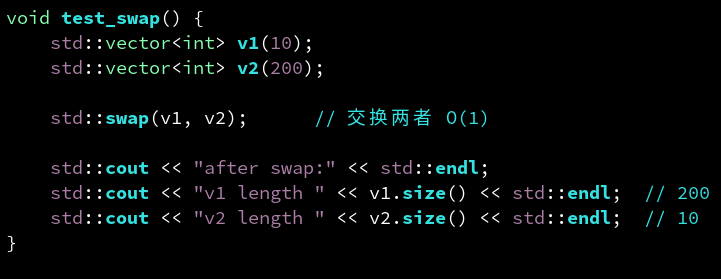 void test_swap() {
    std::vector<int> v1(10);
    std::vector<int> v2(200);
    std::swap(v1, v2);      // 交换两者 O(1)
    std::cout << "after swap:" << std::endl;
    std::cout << "v1 length " << v1.size() << std::endl;  // 200
    std::cout << "v2 length " << v2.size() << std::endl;  // 10
}